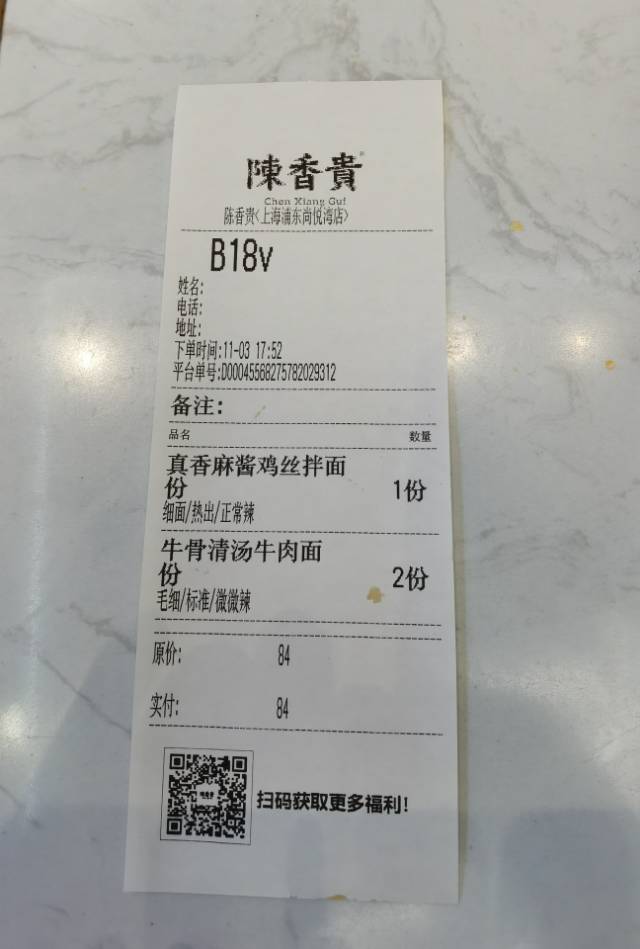 陳香貴
Chen Xiang Gui
陈香贵<上海浦东尚悦湾店>
B18v
姓名:
电话:
地址:
下单时间:11-03 17:52
平台单号:D00045568275782029312
备注:
品名 数量
真香麻酱鸡丝拌面
份 1份
细面/热出/正常辣
牛骨清汤牛肉面
份 2份
毛细/标准/微微辣
原价: 84
实付: 84
扫码获取更多福利!